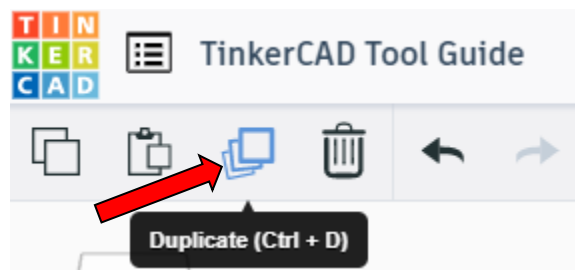 TIN
KER
CAD
TinkerCAD Tool Guide
Duplicate (Ctrl + D)